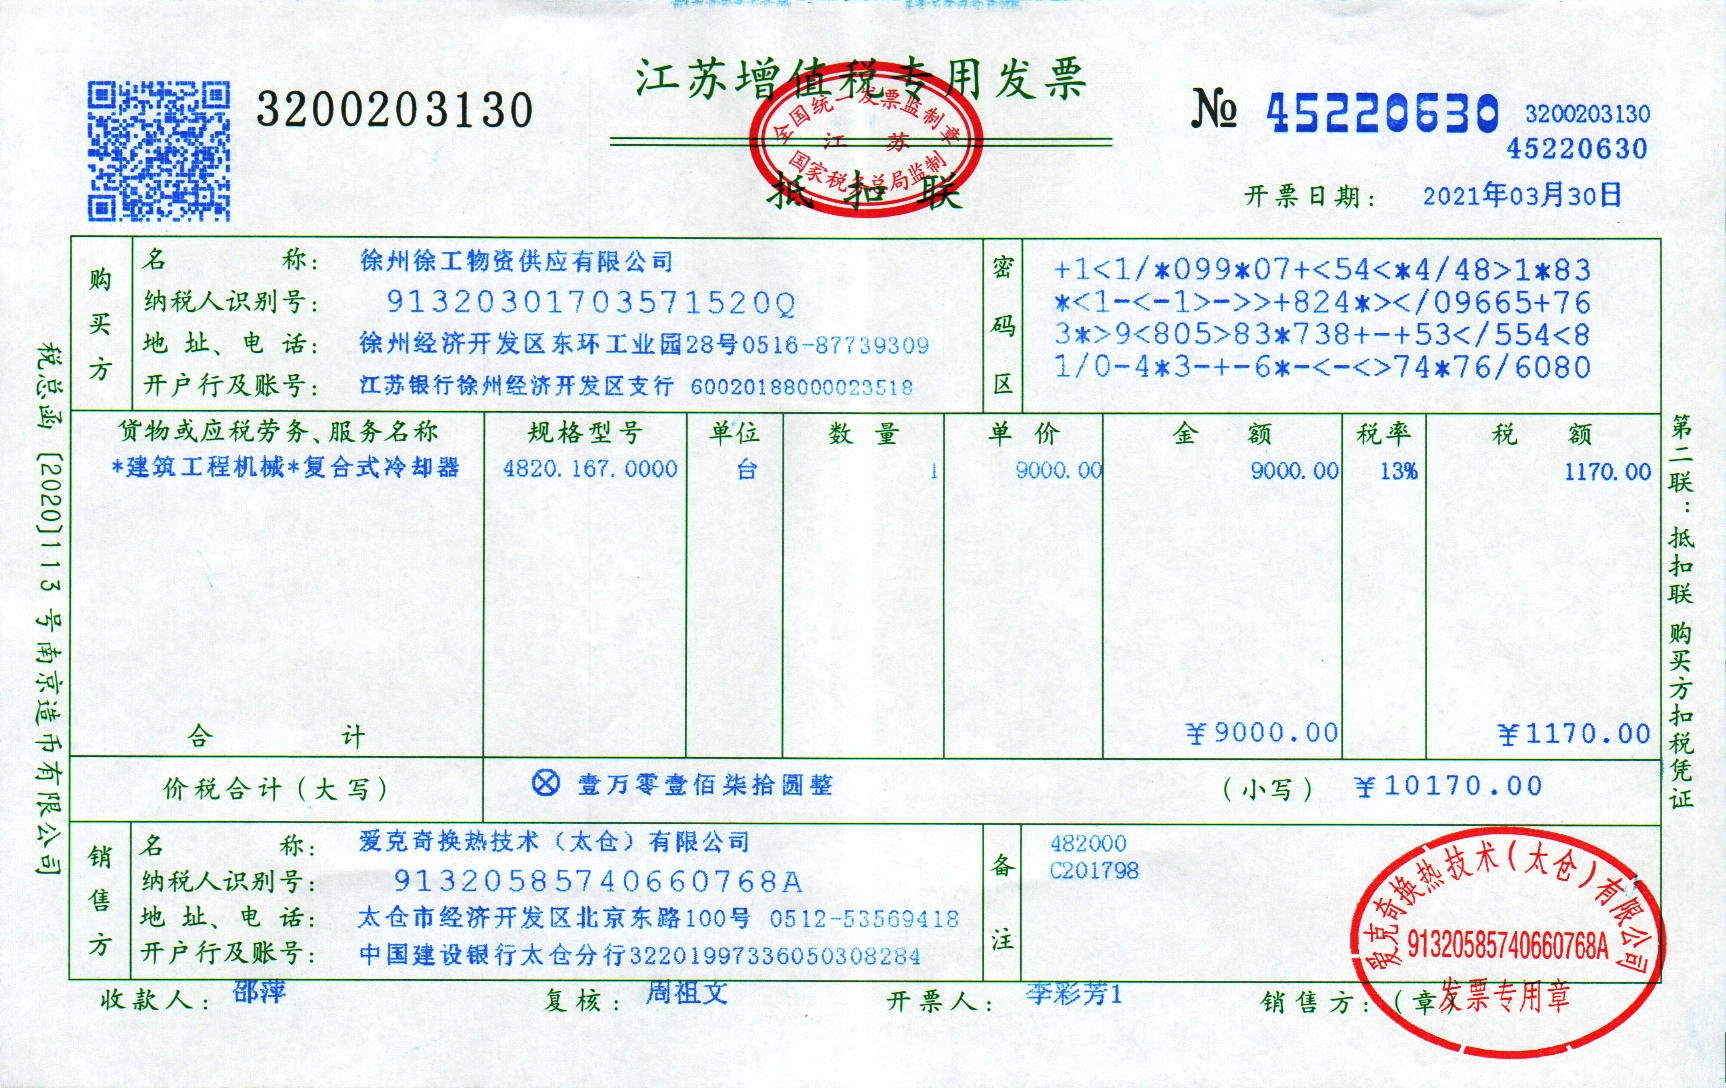 江苏增值税专用发票
3200203130
№ 45220630
3200203130
45220630
全国统一发票监制章
江 苏
国家税务总局监制
抵 扣 联
开票日期: 2021年03月30日
税总函〔2020〕113号南京造币有限公司
购买方
名 称: 徐州徐工物资供应有限公司
纳税人识别号: 91320301703571520Q
地 址、电 话: 徐州经济开发区东环工业园28号0516-87739309
开户行及账号: 江苏银行徐州经济开发区支行 60020188000023518
密码区
+1<1/*099*07+<54<*4/48>1*83
*<1-<-1>->>+824*></09665+76
3*>9<805>83*738+-+53</554<8
1/0-4*3-+-6*-<-<>74*76/6080
货物或应税劳务、服务名称 规格型号 单位 数 量 单 价 金 额 税率 税 额
*建筑工程机械*复合式冷却器 4820.167.0000 台 1 9000.00 9000.00 13% 1170.00
合 计 ¥9000.00 ¥1170.00
价税合计(大写) ⊗ 壹万零壹佰柒拾圆整 (小写) ¥10170.00
销售方
名 称: 爱克奇换热技术(太仓)有限公司
纳税人识别号: 91320585740660768A
地 址、电 话: 太仓市经济开发区北京东路100号 0512-53569418
开户行及账号: 中国建设银行太仓分行32201997336050308284
备注
482000
C201798
爱克奇换热技术(太仓)有限公司
91320585740660768A
发票专用章
收款人: 邵萍 复核: 周祖文 开票人: 李彩芳1 销售方:(章)
第二联:抵扣联 购买方扣税凭证